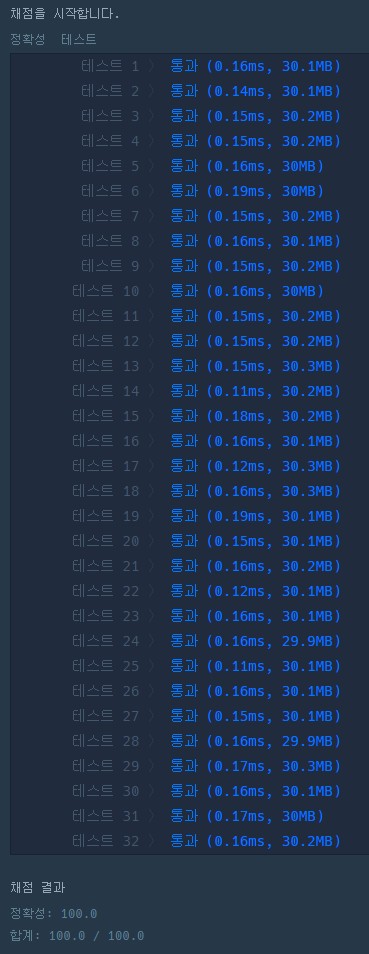 채점을 시작합니다.
정확성 테스트
테스트 1 〉 통과 (0.16ms, 30.1MB)
테스트 2 〉 통과 (0.14ms, 30.1MB)
테스트 3 〉 통과 (0.15ms, 30.2MB)
테스트 4 〉 통과 (0.15ms, 30.2MB)
테스트 5 〉 통과 (0.16ms, 30MB)
테스트 6 〉 통과 (0.19ms, 30MB)
테스트 7 〉 통과 (0.15ms, 30.2MB)
테스트 8 〉 통과 (0.16ms, 30.1MB)
테스트 9 〉 통과 (0.15ms, 30.2MB)
테스트 10 〉 통과 (0.16ms, 30MB)
테스트 11 〉 통과 (0.15ms, 30.2MB)
테스트 12 〉 통과 (0.15ms, 30.2MB)
테스트 13 〉 통과 (0.15ms, 30.3MB)
테스트 14 〉 통과 (0.11ms, 30.2MB)
테스트 15 〉 통과 (0.18ms, 30.2MB)
테스트 16 〉 통과 (0.16ms, 30.1MB)
테스트 17 〉 통과 (0.12ms, 30.3MB)
테스트 18 〉 통과 (0.16ms, 30.3MB)
테스트 19 〉 통과 (0.19ms, 30.1MB)
테스트 20 〉 통과 (0.15ms, 30.1MB)
테스트 21 〉 통과 (0.16ms, 30.2MB)
테스트 22 〉 통과 (0.12ms, 30.1MB)
테스트 23 〉 통과 (0.16ms, 30.1MB)
테스트 24 〉 통과 (0.16ms, 29.9MB)
테스트 25 〉 통과 (0.11ms, 30.1MB)
테스트 26 〉 통과 (0.16ms, 30.1MB)
테스트 27 〉 통과 (0.15ms, 30.1MB)
테스트 28 〉 통과 (0.16ms, 29.9MB)
테스트 29 〉 통과 (0.17ms, 30.3MB)
테스트 30 〉 통과 (0.16ms, 30.1MB)
테스트 31 〉 통과 (0.17ms, 30MB)
테스트 32 〉 통과 (0.16ms, 30.2MB)
채점 결과
정확성: 100.0
합계: 100.0 / 100.0